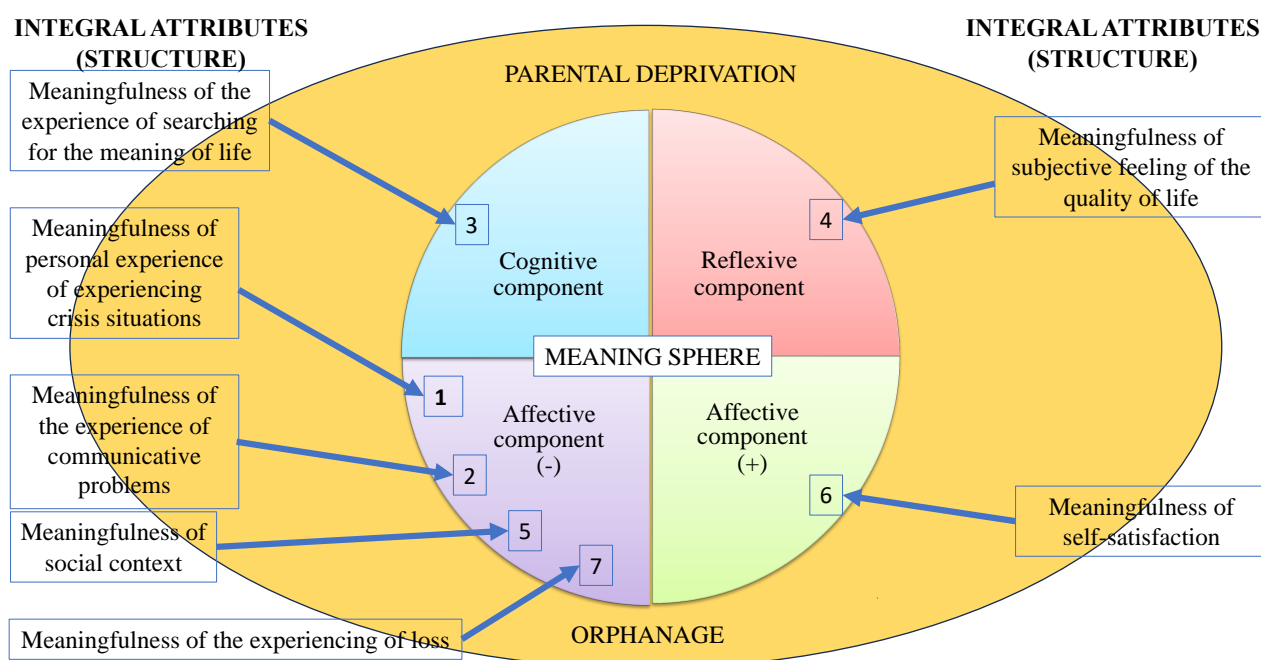 INTEGRAL ATTRIBUTES
(STRUCTURE)
Meaningfulness of the
experience of searching
for the meaning of life
Meaningfulness of
personal experience
of experiencing
crisis situations
Meaningfulness of
the experience of
communicative
problems
Meaningfulness of
social context
Meaningfulness of the experiencing of loss
PARENTAL DEPRIVATION
3
Cognitive
component
4
Reflexive
component
MEANING SPHERE
1
Affective
component
(-)
2
5
7
Affective
component
(+)
6
ORPHANAGE
INTEGRAL ATTRIBUTES
(STRUCTURE)
Meaningfulness of
subjective feeling of the
quality of life
Meaningfulness of
self-satisfaction